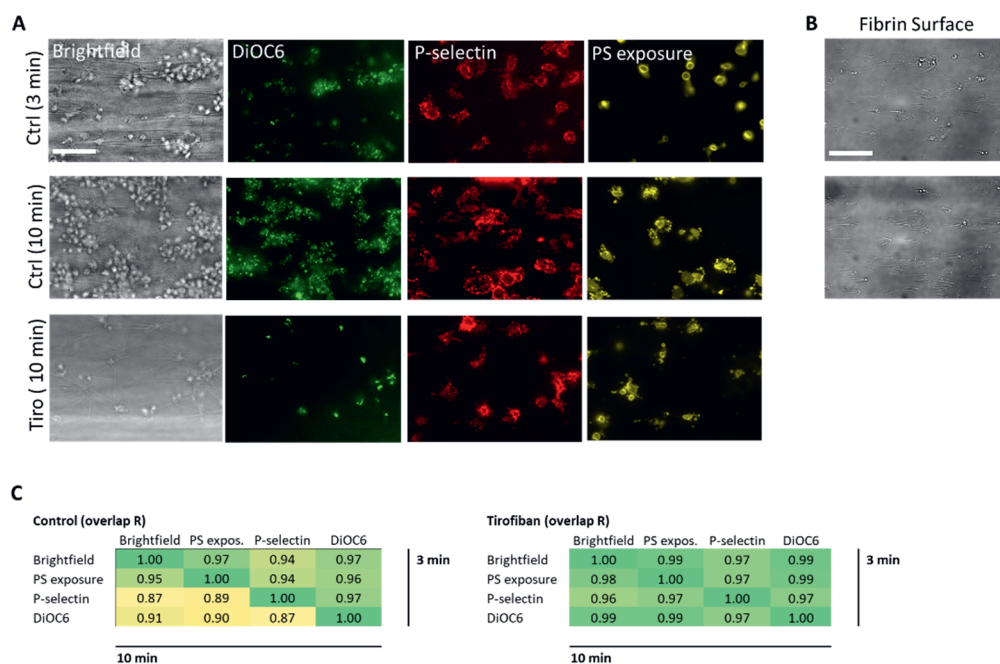 A
B
Fibrin Surface
Brightfield
DiOC6
P-selectin
PS exposure
Ctrl (3 min)
Ctrl (10 min)
Tiro ( 10 min)
C
Control (overlap R)
Brightfield PS expos. P-selectin DiOC6
Brightfield 1.00 0.97 0.94 0.97
PS exposure 0.95 1.00 0.94 0.96
P-selectin 0.87 0.89 1.00 0.97
DiOC6 0.91 0.90 0.87 1.00
3 min
10 min
Tirofiban (overlap R)
Brightfield PS expos. P-selectin DiOC6
Brightfield 1.00 0.99 0.97 0.99
PS exposure 0.98 1.00 0.97 0.99
P-selectin 0.96 0.97 1.00 0.97
DiOC6 0.99 0.99 0.97 1.00
3 min
10 min